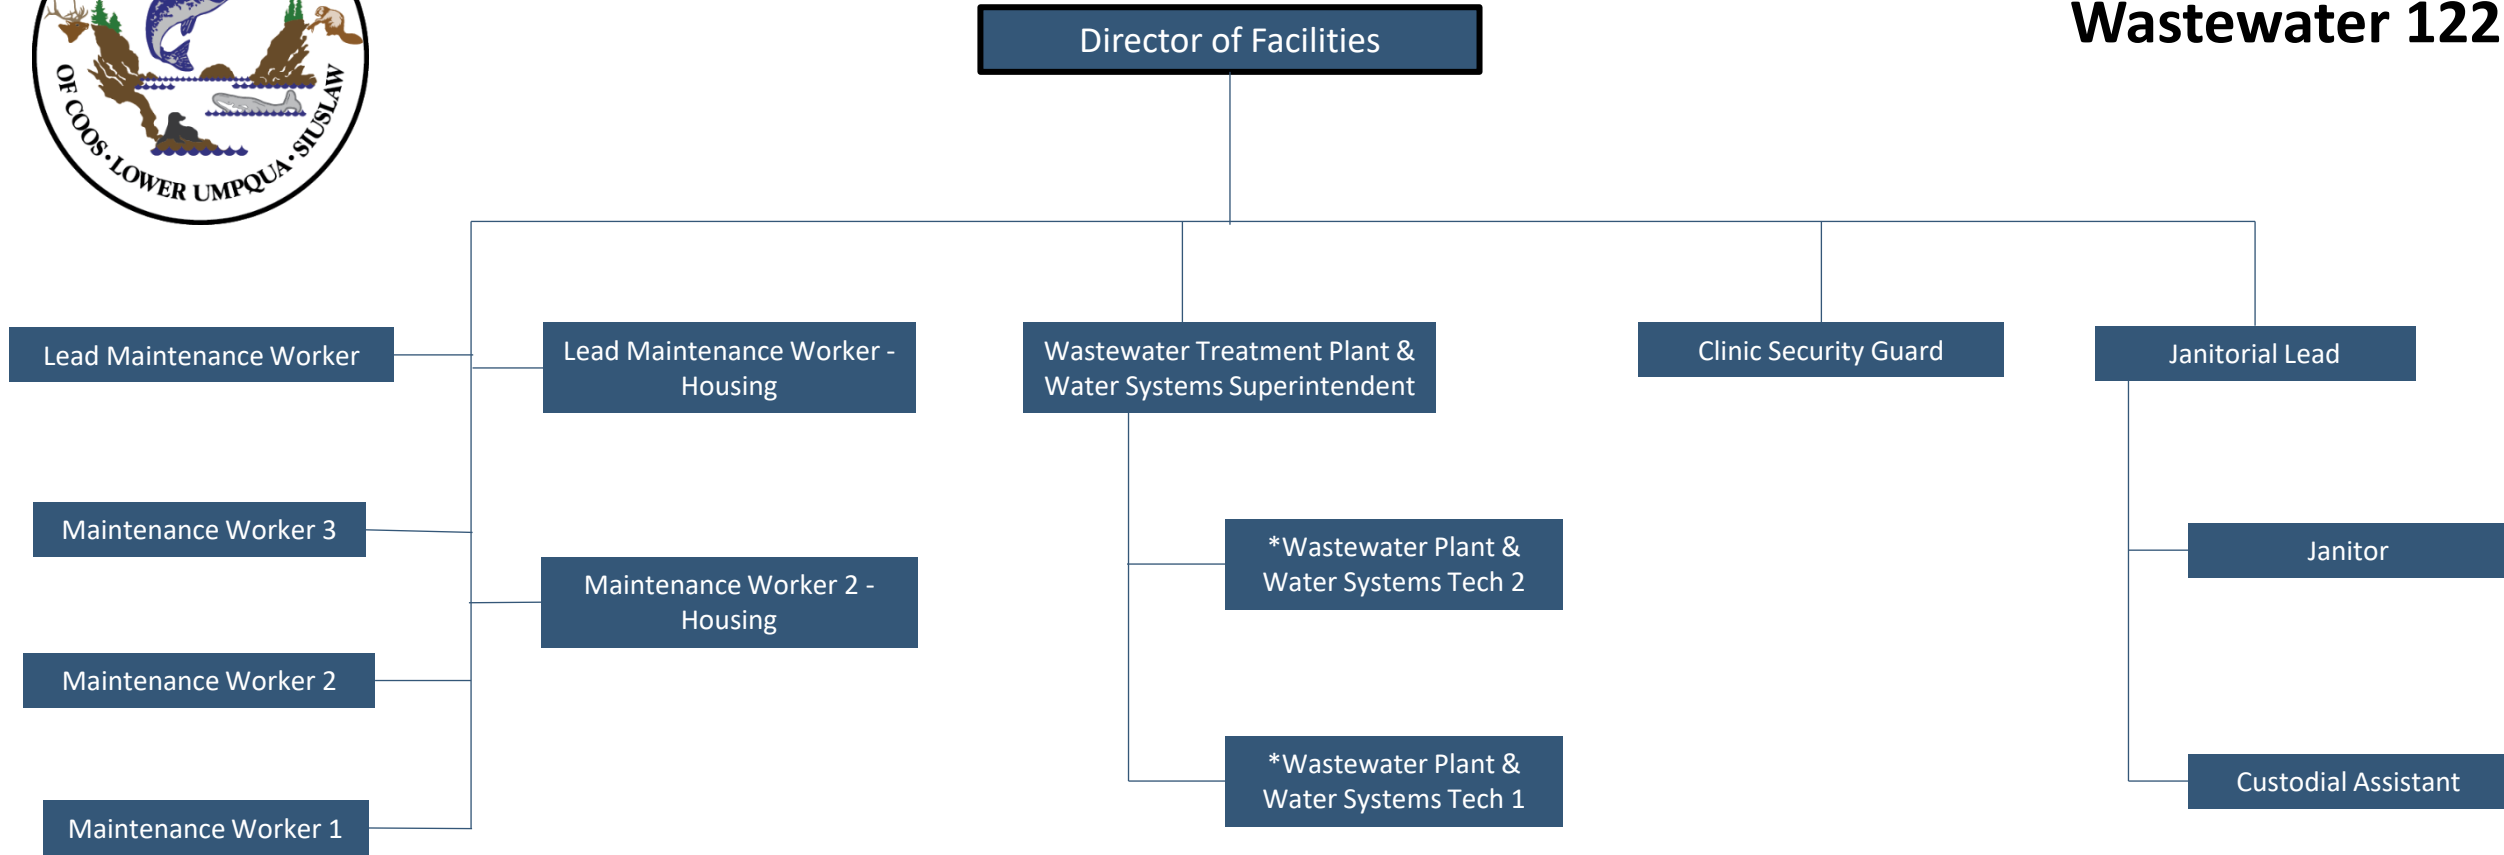 OF COOS · LOWER UMPQUA · SIUSLAW
Director of Facilities
Wastewater 122
Lead Maintenance Worker
Lead Maintenance Worker -
Housing
Wastewater Treatment Plant &
Water Systems Superintendent
Clinic Security Guard
Janitorial Lead
Maintenance Worker 3
Maintenance Worker 2 -
Housing
*Wastewater Plant &
Water Systems Tech 2
Janitor
Maintenance Worker 2
Maintenance Worker 1
*Wastewater Plant &
Water Systems Tech 1
Custodial Assistant